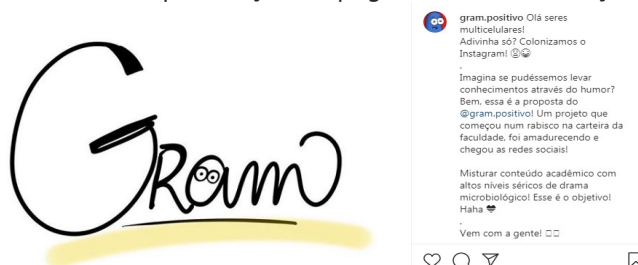 Gram
gram.positivo Olá seres
multicelulares!
Adivinha só? Colonizamos o
Instagram! 😧😂
.
Imagina se pudéssemos levar
conhecimentos através do humor?
Bem, essa é a proposta do
@gram.positivo! Um projeto que
começou num rabisco na carteira da
faculdade, foi amadurecendo e
chegou as redes sociais!
Misturar conteúdo acadêmico com
altos níveis séricos de drama
microbiológico! Esse é o objetivo!
Haha
.
Vem com a gente! □□